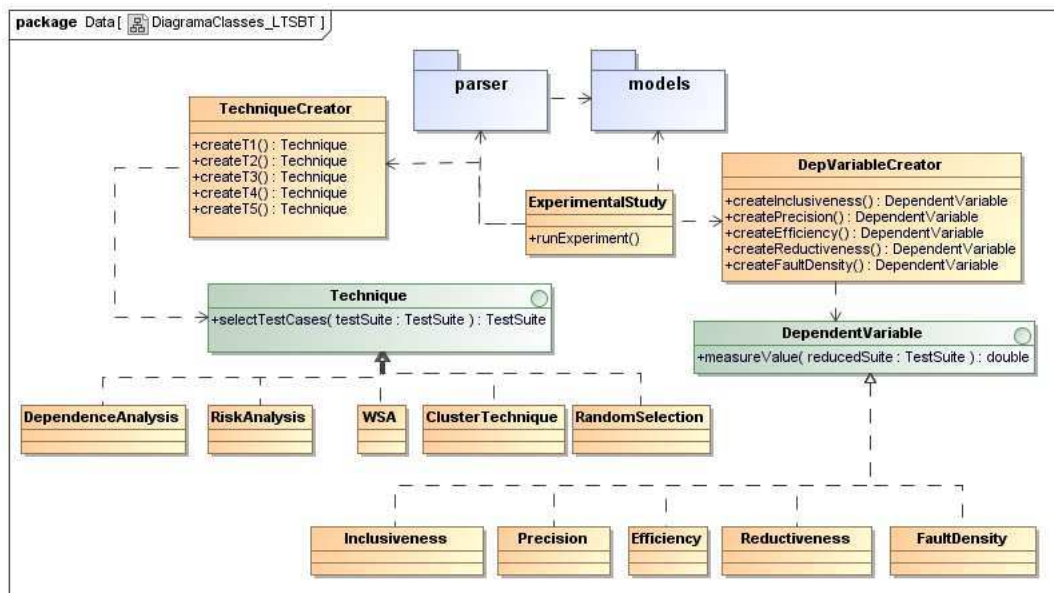 package Data [ DiagramaClasses_LTSBT ]
parser
models
TechniqueCreator
+createT1() : Technique
+createT2() : Technique
+createT3() : Technique
+createT4() : Technique
+createT5() : Technique
ExperimentalStudy
+runExperiment()
DepVariableCreator
+createInclusiveness() : DependentVariable
+createPrecision() : DependentVariable
+createEfficiency() : DependentVariable
+createReductiveness() : DependentVariable
+createFaultDensity() : DependentVariable
Technique
+selectTestCases( testSuite : TestSuite ) : TestSuite
DependentVariable
+measureValue( reducedSuite : TestSuite ) : double
DependenceAnalysis
RiskAnalysis
WSA
ClusterTechnique
RandomSelection
Inclusiveness
Precision
Efficiency
Reductiveness
FaultDensity